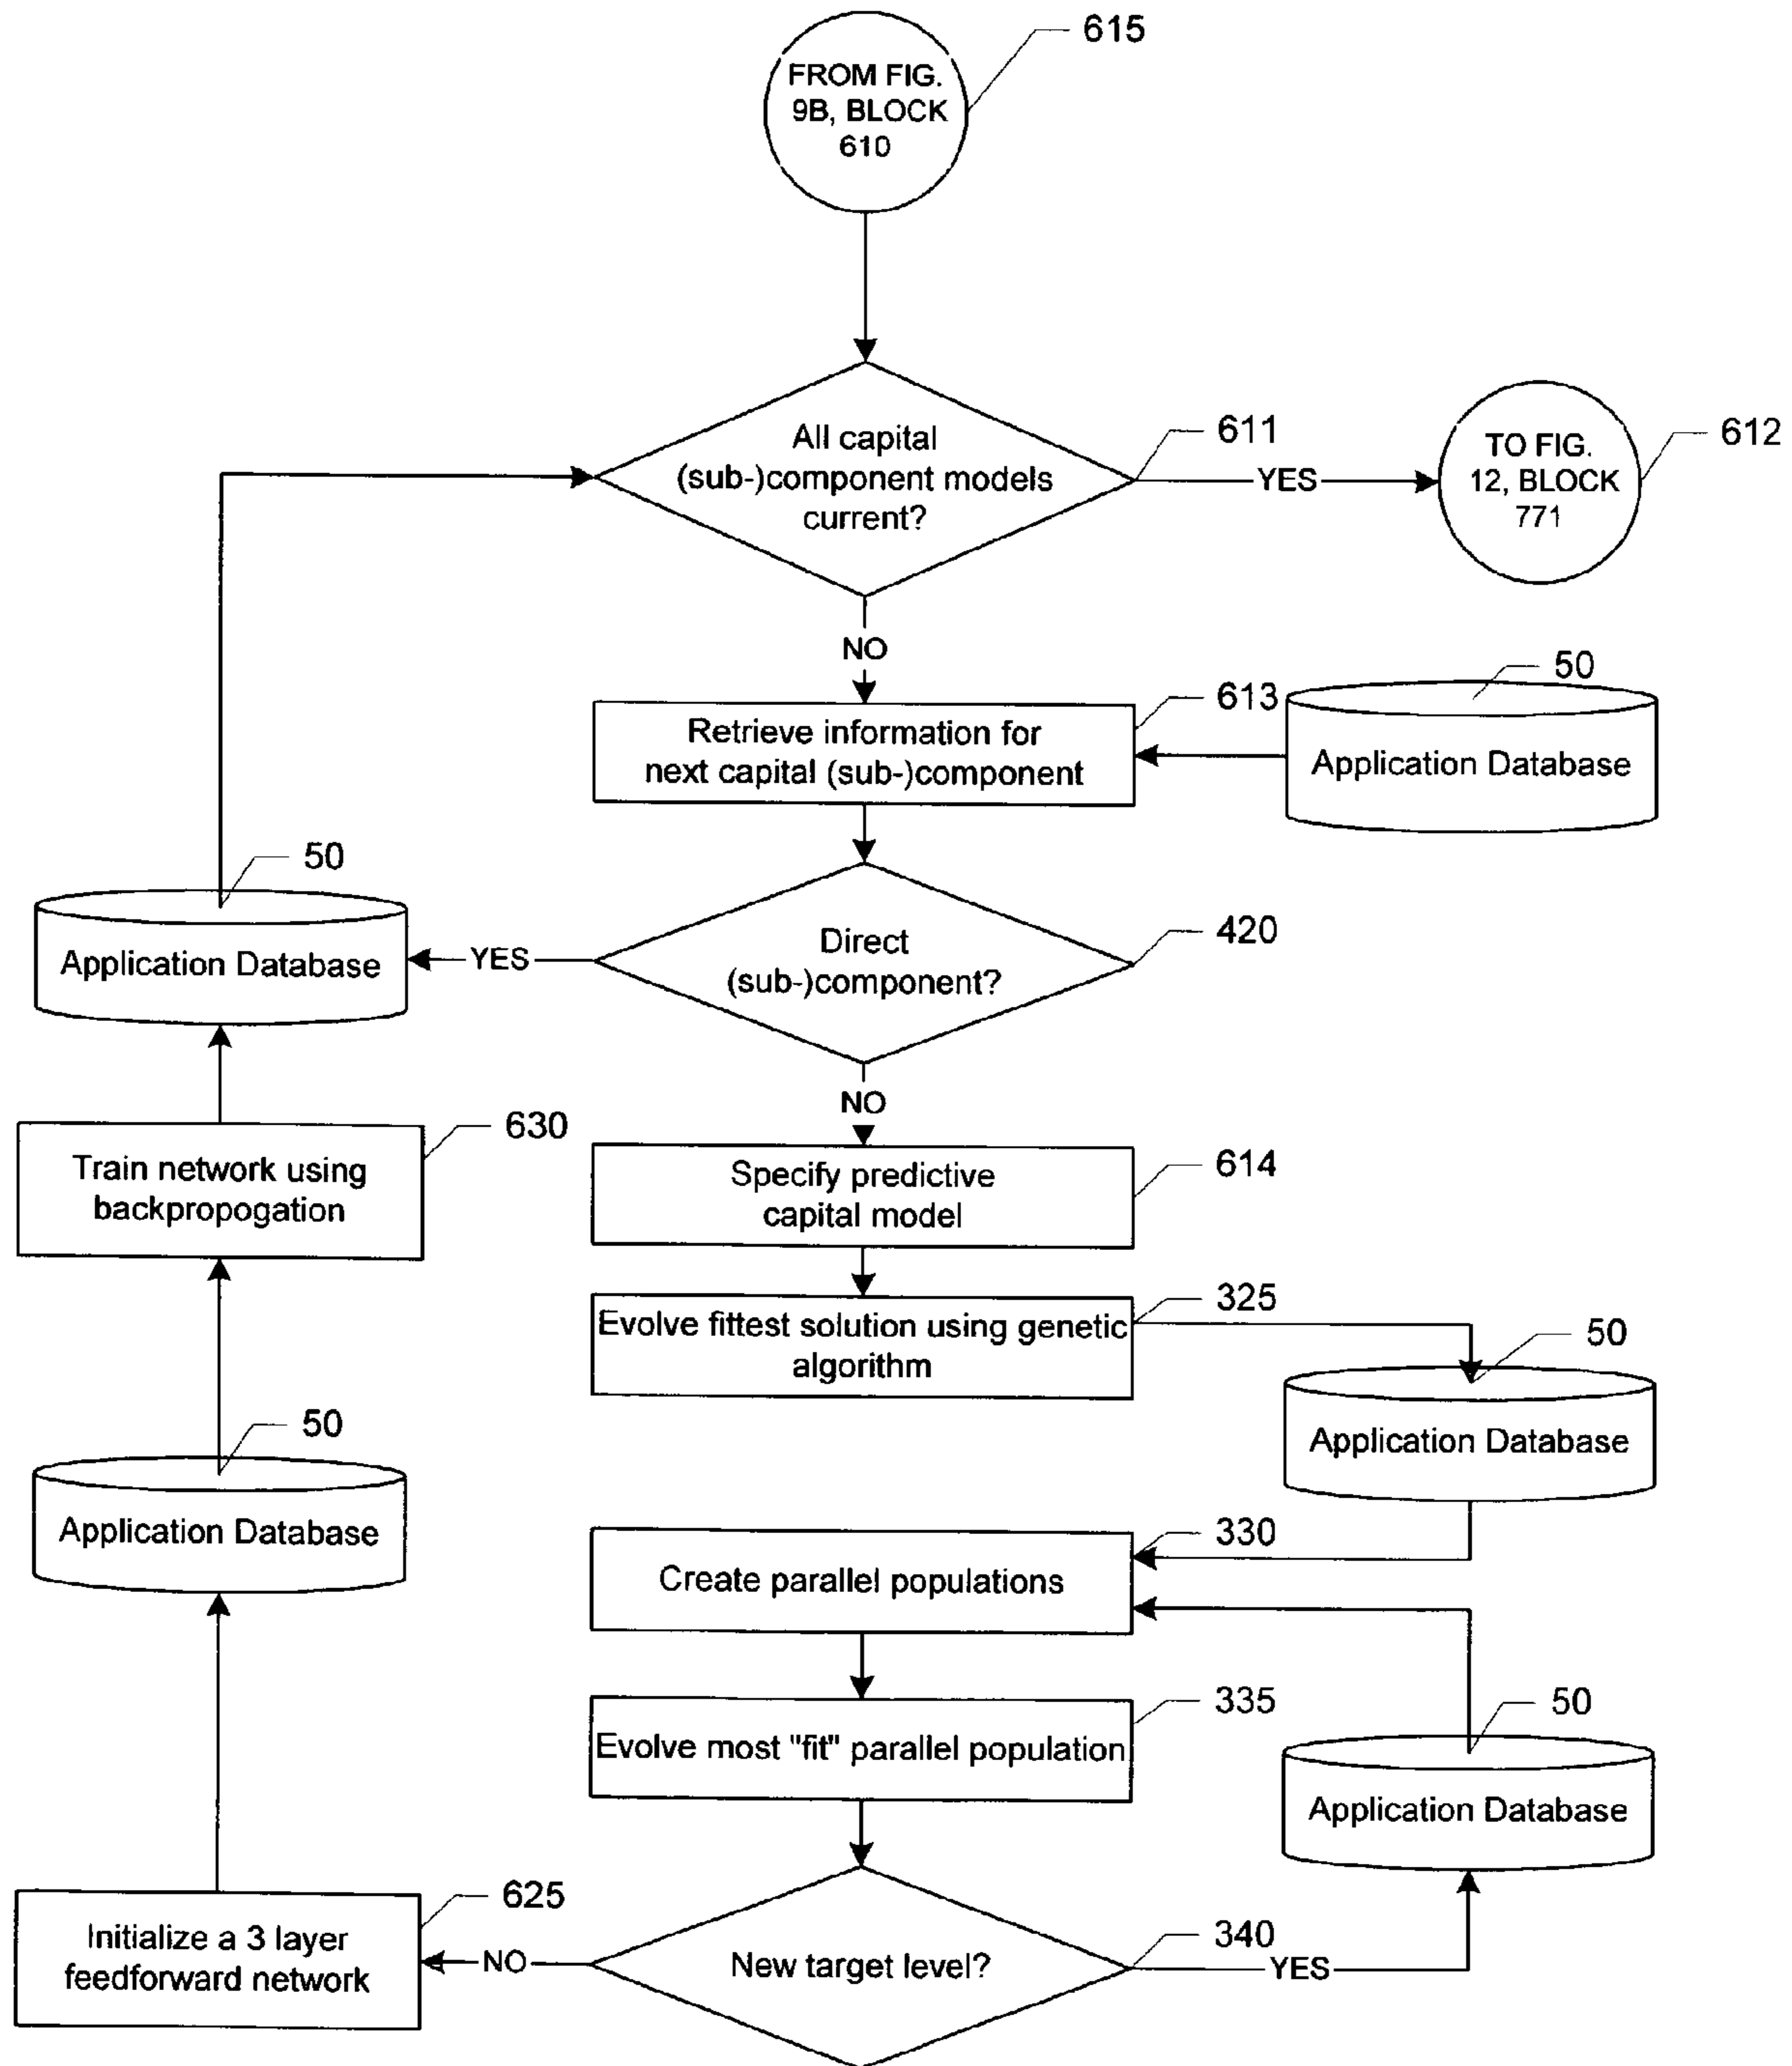 FROM FIG.
9B, BLOCK
610
615
All capital
(sub-)component models
current?
611
YES
TO FIG.
12, BLOCK
771
612
NO
Retrieve information for
next capital (sub-)component
613
50
Application Database
Direct
(sub-)component?
420
YES
50
Application Database
NO
Specify predictive
capital model
614
Train network using
backpropogation
630
Evolve fittest solution using genetic
algorithm
325
50
Application Database
50
Application Database
Create parallel populations
330
Evolve most "fit" parallel population
335
50
Application Database
New target level?
340
YES
NO
Initialize a 3 layer
feedforward network
625